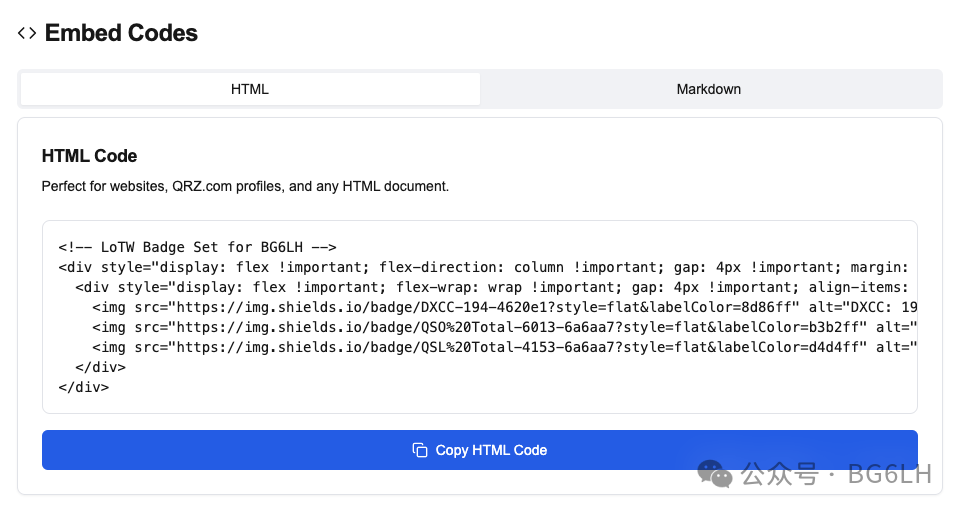 <> Embed Codes
HTML
Markdown
HTML Code
Perfect for websites, QRZ.com profiles, and any HTML document.
<!-- LoTW Badge Set for BG6LH -->
<div style="display: flex !important; flex-direction: column !important; gap: 4px !important; margin:
  <div style="display: flex !important; flex-wrap: wrap !important; gap: 4px !important; align-items:
    <img src="https://img.shields.io/badge/DXCC-194-4620e1?style=flat&labelColor=8d86ff" alt="DXCC: 19
    <img src="https://img.shields.io/badge/QSO%20Total-6013-6a6aa7?style=flat&labelColor=b3b2ff" alt="
    <img src="https://img.shields.io/badge/QSL%20Total-4153-6a6aa7?style=flat&labelColor=d4d4ff" alt="
  </div>
</div>
Copy HTML Code
公众号 · BG6LH